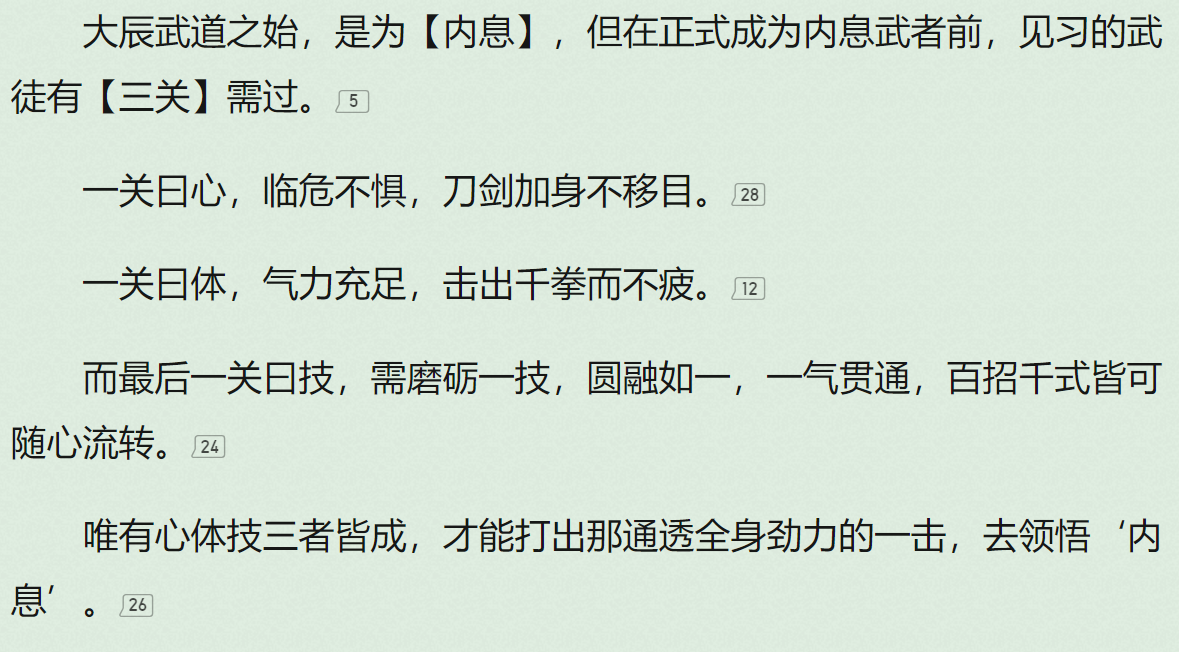 大辰武道之始，是为【内息】，但在正式成为内息武者前，见习的武
徒有【三关】需过。 5
一关曰心，临危不惧，刀剑加身不移目。 28
一关曰体，气力充足，击出千拳而不疲。 12
而最后一关曰技，需磨砺一技，圆融如一，一气贯通，百招千式皆可
随心流转。 24
唯有心体技三者皆成，才能打出那通透全身劲力的一击，去领悟‘内
息’。 26